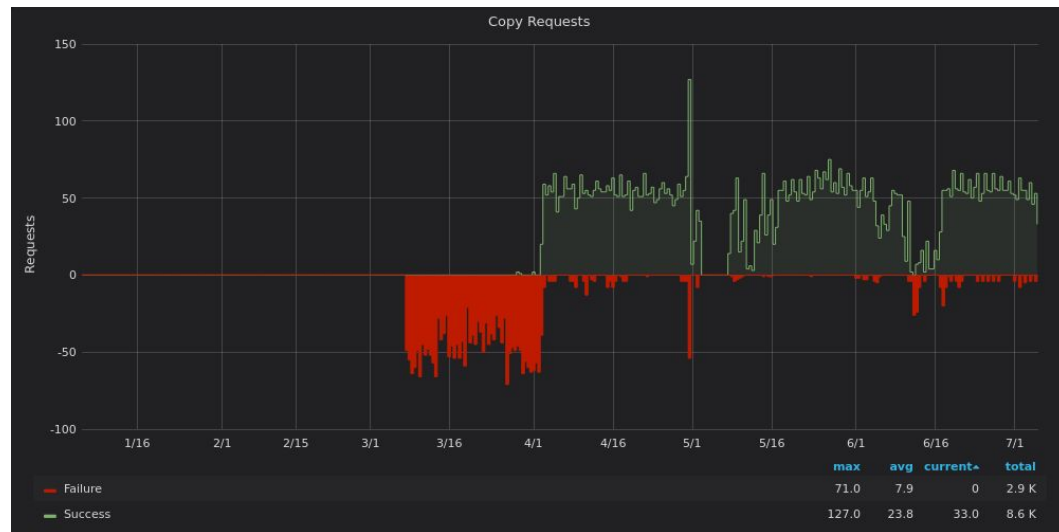 Copy Requests
150
100
50
0
-50
-100
Requests
1/16 2/1 2/15 3/1 3/16 4/1 4/16 5/1 5/16 6/1 6/16 7/1
max avg current total
Failure 71.0 7.9 0 2.9 K
Success 127.0 23.8 33.0 8.6 K